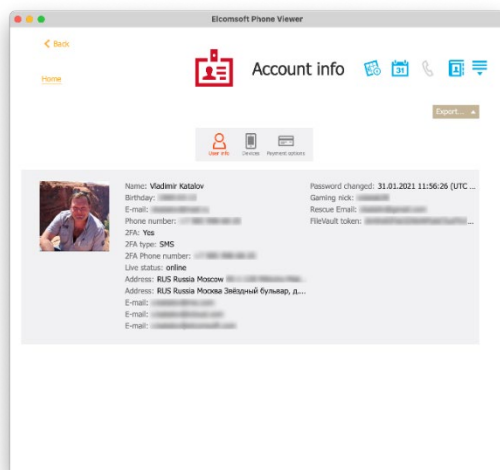 Elcomsoft Phone Viewer
Back
Home
Account info
31
Export...
User info
Devices
Payment options
Name: Vladimir Katalov
Birthday:
E-mail:
Phone number:
2FA: Yes
2FA type: SMS
2FA Phone number:
Live status: online
Address: RUS Russia Moscow
Address: RUS Russia Москва Звёздный бульвар, д....
E-mail:
E-mail:
E-mail:
Password changed: 31.01.2021 11:56:26 (UTC ...
Gaming nick:
Rescue Email:
FileVault token: ...